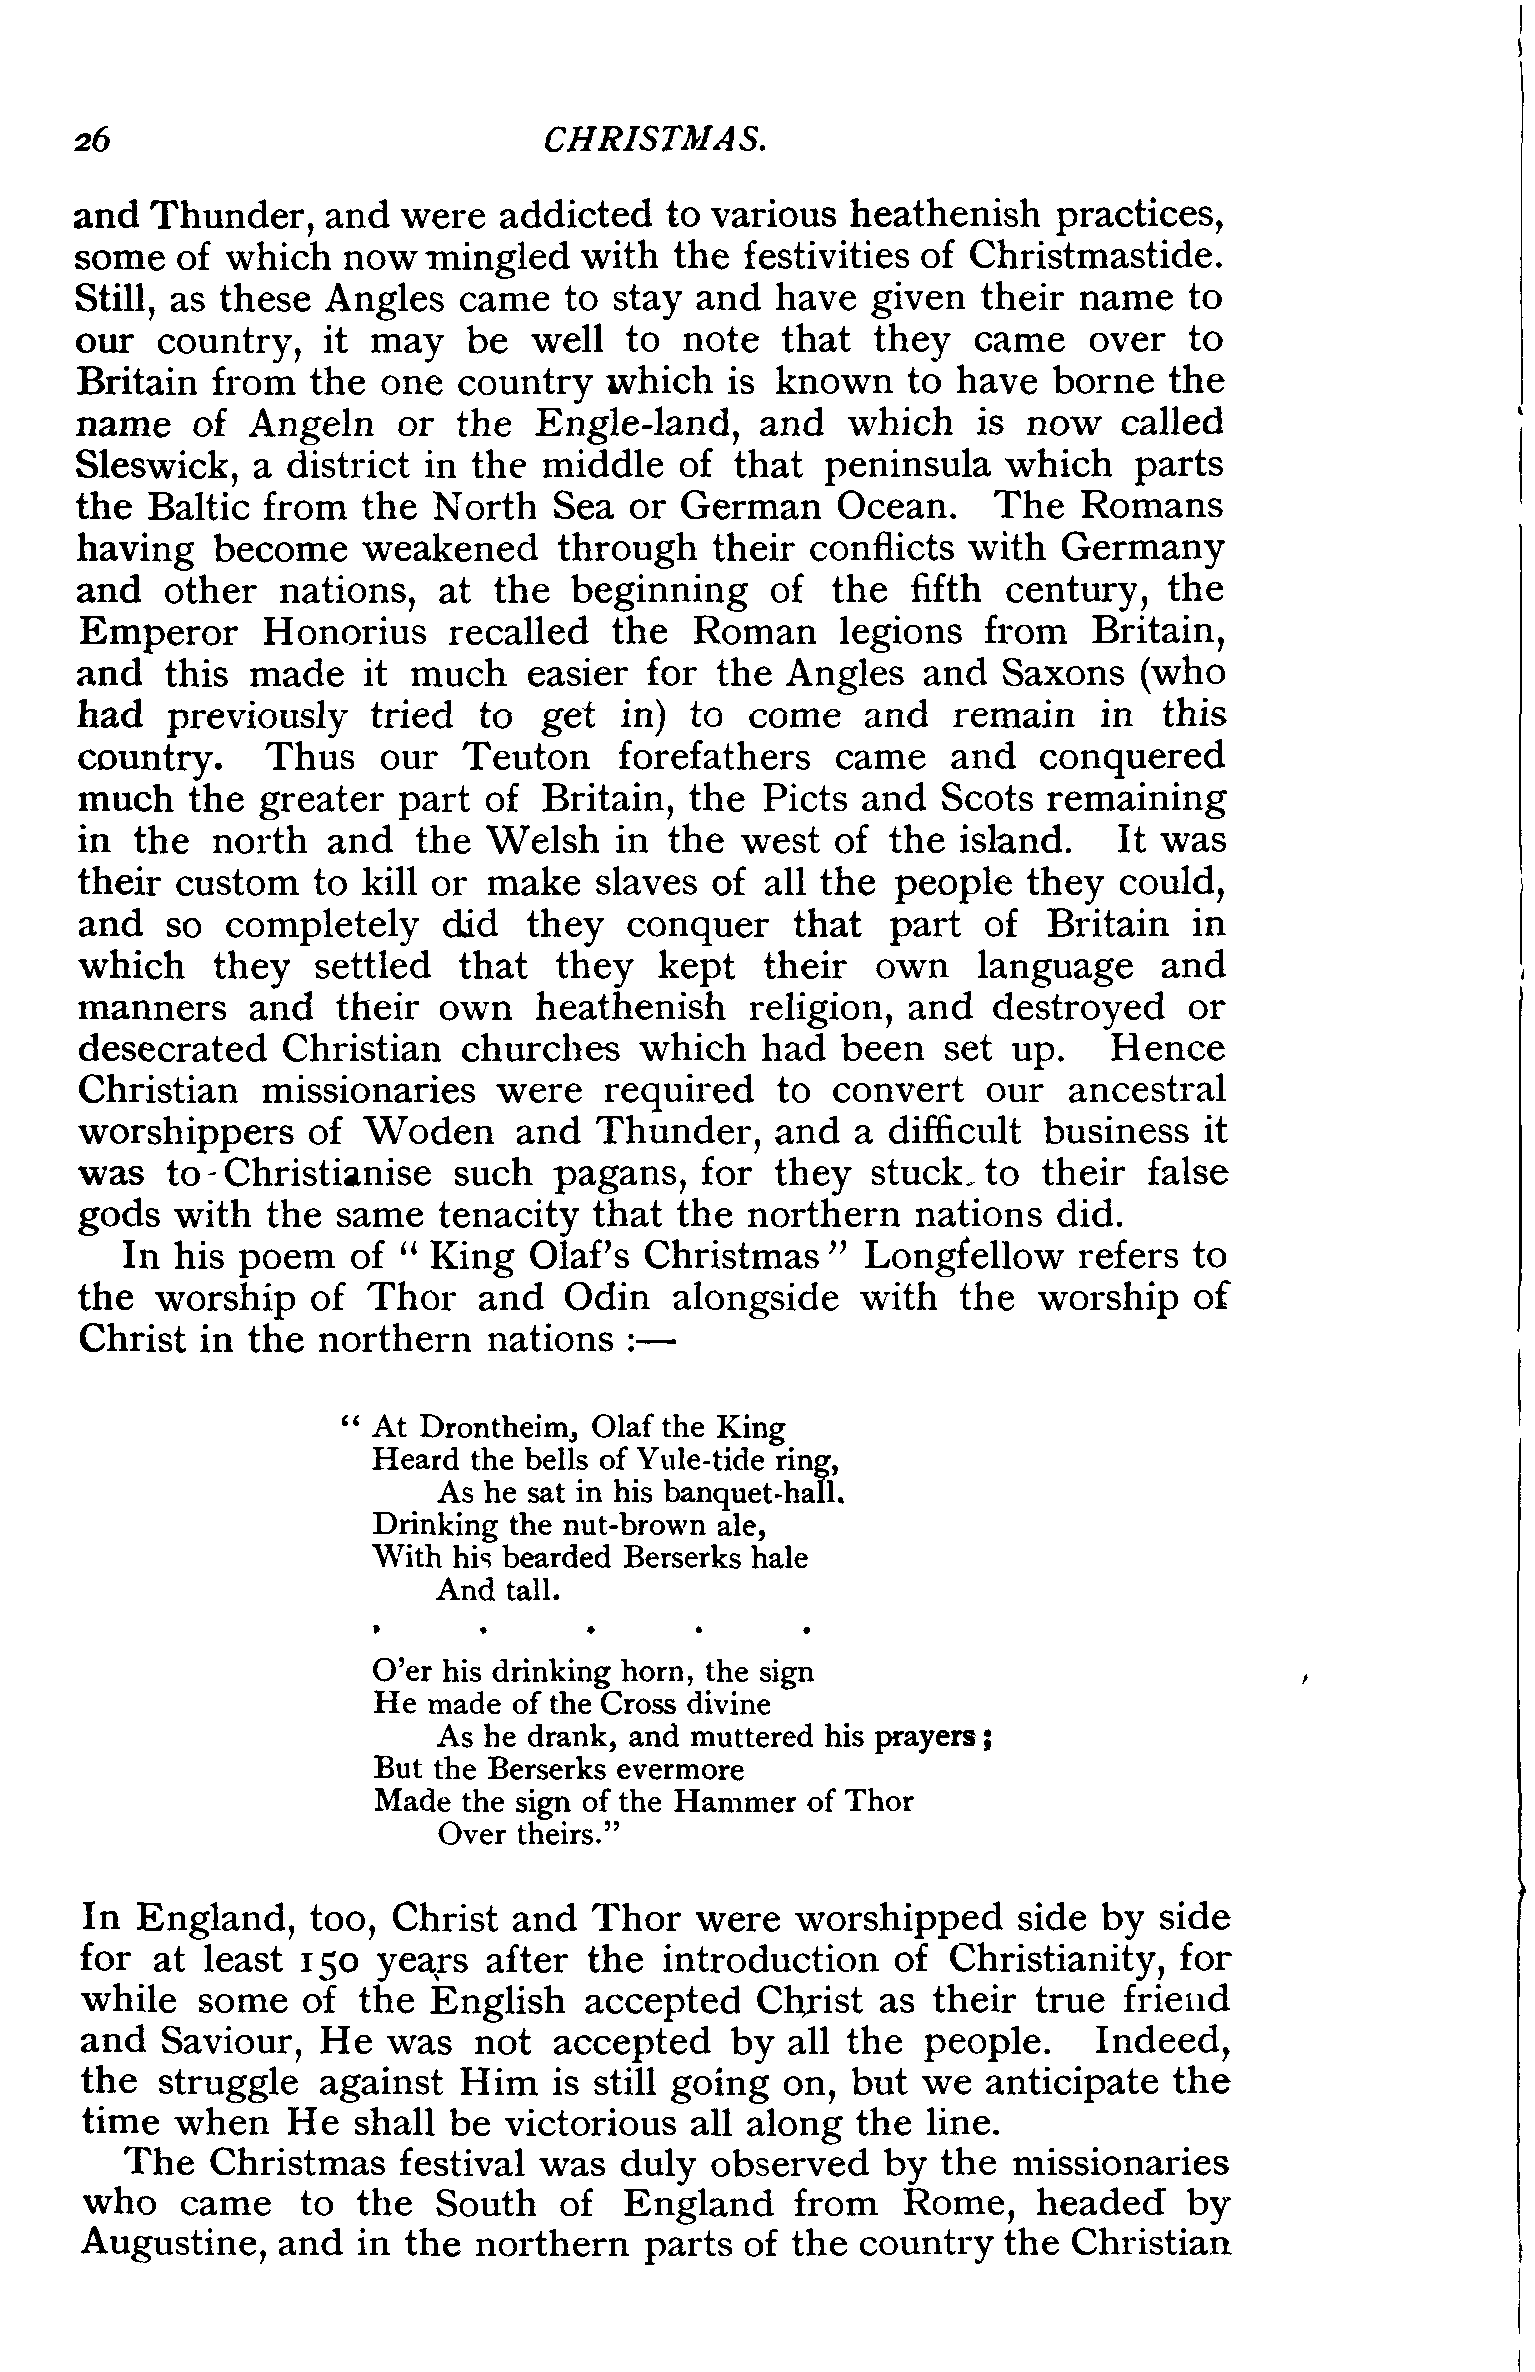 26 CHRISTMAS.
and Thunder, and were addicted to various heathenish practices,
some of which now mingled with the festivities of Christmastide.
Still, as these Angles came to stay and have given their name to
our country, it may be well to note that they came over to
Britain from the one country which is known to have borne the
name of Angeln or the Engle-land, and which is now called
Sleswick, a district in the middle of that peninsula which parts
the Baltic from the North Sea or German Ocean. The Romans
having become weakened through their conflicts with Germany
and other nations, at the beginning of the fifth century, the
Emperor Honorius recalled the Roman legions from Britain,
and this made it much easier for the Angles and Saxons (who
had previously tried to get in) to come and remain in this
country. Thus our Teuton forefathers came and conquered
much the greater part of Britain, the Picts and Scots remaining
in the north and the Welsh in the west of the island. It was
their custom to kill or make slaves of all the people they could,
and so completely did they conquer that part of Britain in
which they settled that they kept their own language and
manners and their own heathenish religion, and destroyed or
desecrated Christian churches which had been set up. Hence
Christian missionaries were required to convert our ancestral
worshippers of Woden and Thunder, and a difficult business it
was to Christianise such pagans, for they stuck to their false
gods with the same tenacity that the northern nations did.
In his poem of “ King Olaf's Christmas ” Longfellow refers to
the worship of Thor and Odin alongside with the worship of
Christ in the northern nations :—
“ At Drontheim, Olaf the King
Heard the bells of Yule-tide ring,
As he sat in his banquet-hall.
Drinking the nut-brown ale,
With his bearded Berserks hale
And tall.
. . . . .
O'er his drinking horn, the sign
He made of the Cross divine
As he drank, and muttered his prayers ;
But the Berserks evermore
Made the sign of the Hammer of Thor
Over theirs.”
In England, too, Christ and Thor were worshipped side by side
for at least 150 years after the introduction of Christianity, for
while some of the English accepted Christ as their true friend
and Saviour, He was not accepted by all the people. Indeed,
the struggle against Him is still going on, but we anticipate the
time when He shall be victorious all along the line.
The Christmas festival was duly observed by the missionaries
who came to the South of England from Rome, headed by
Augustine, and in the northern parts of the country the Christian